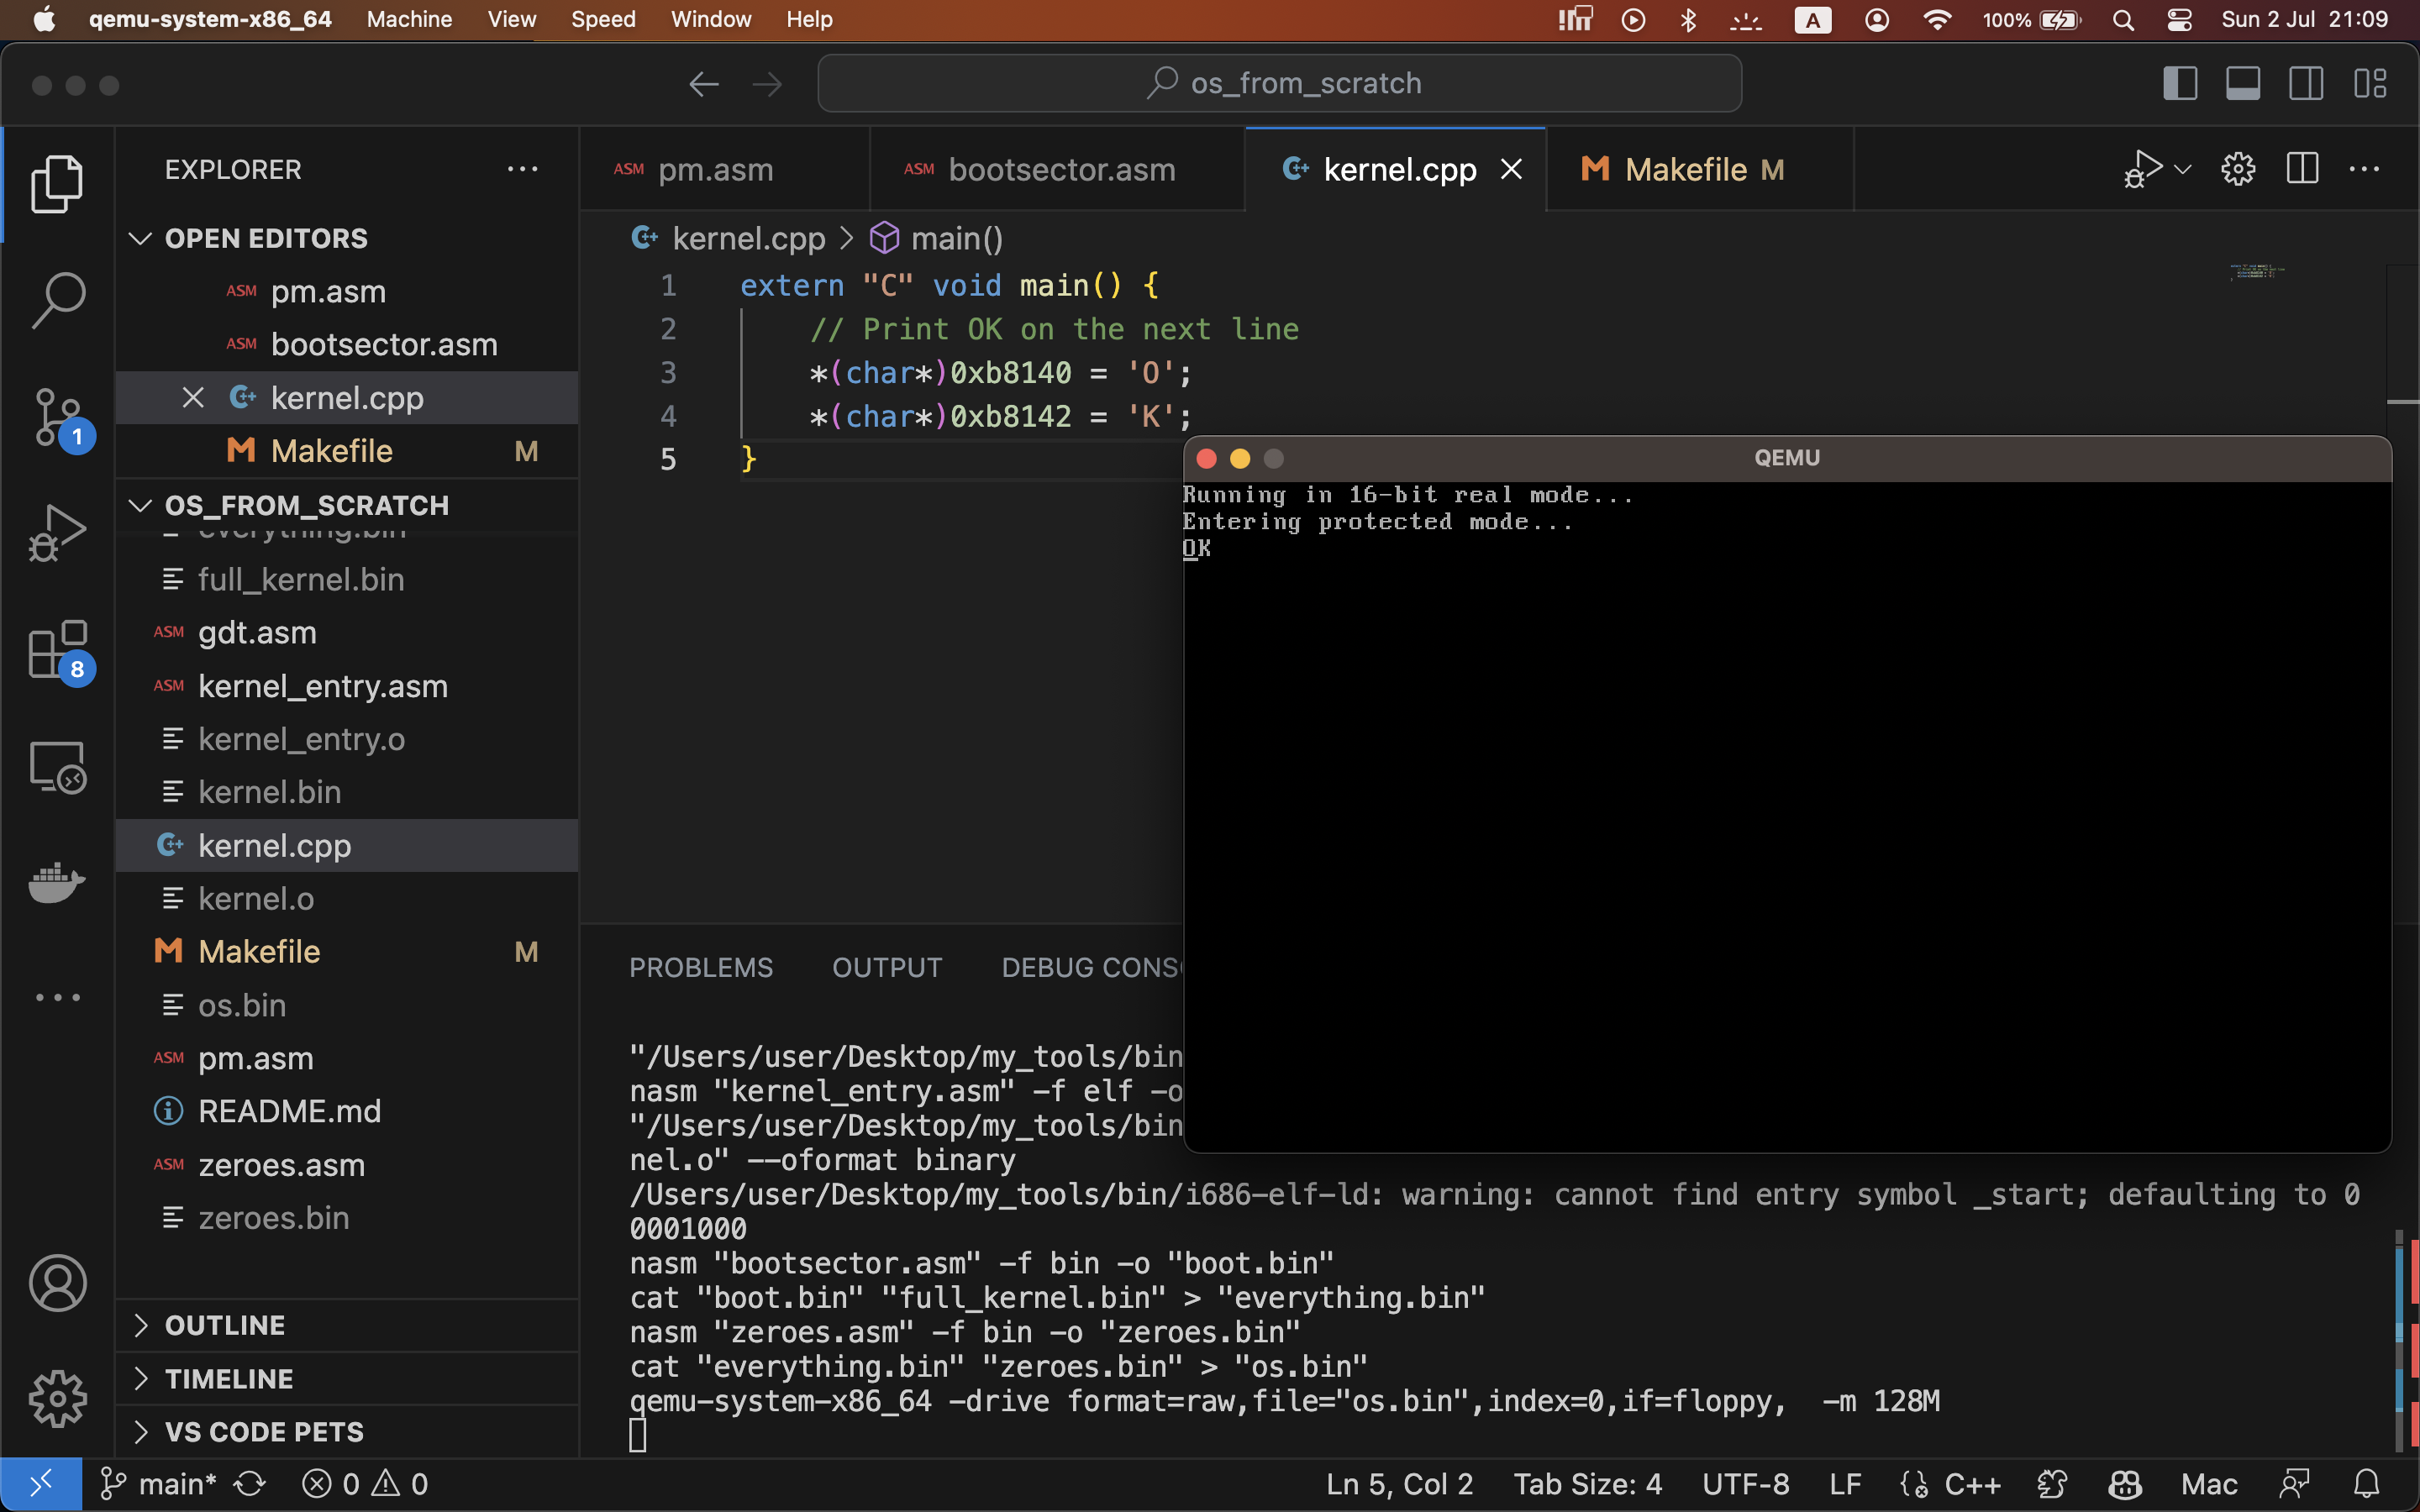 qemu-system-x86_64 Machine View Speed Window Help A 100% Sun 2 Jul 21:09
os_from_scratch
EXPLORER
OPEN EDITORS
ASM pm.asm
ASM bootsector.asm
kernel.cpp
Makefile M
OS_FROM_SCRATCH
everything.bin
full_kernel.bin
ASM gdt.asm
ASM kernel_entry.asm
kernel_entry.o
kernel.bin
kernel.cpp
kernel.o
Makefile M
os.bin
ASM pm.asm
README.md
ASM zeroes.asm
zeroes.bin
OUTLINE
TIMELINE
VS CODE PETS
1
8
ASM pm.asm ASM bootsector.asm kernel.cpp Makefile M
kernel.cpp > main()
1 extern "C" void main() {
2 // Print OK on the next line
3 *(char*)0xb8140 = 'O';
4 *(char*)0xb8142 = 'K';
5 }
QEMU
Running in 16-bit real mode...
Entering protected mode...
OK
PROBLEMS OUTPUT DEBUG CONS
"/Users/user/Desktop/my_tools/bin
nasm "kernel_entry.asm" -f elf -o
"/Users/user/Desktop/my_tools/bin
nel.o" --oformat binary
/Users/user/Desktop/my_tools/bin/i686-elf-ld: warning: cannot find entry symbol _start; defaulting to 0
0001000
nasm "bootsector.asm" -f bin -o "boot.bin"
cat "boot.bin" "full_kernel.bin" > "everything.bin"
nasm "zeroes.asm" -f bin -o "zeroes.bin"
cat "everything.bin" "zeroes.bin" > "os.bin"
qemu-system-x86_64 -drive format=raw,file="os.bin",index=0,if=floppy,  -m 128M
main* 0 0 Ln 5, Col 2 Tab Size: 4 UTF-8 LF C++ Mac